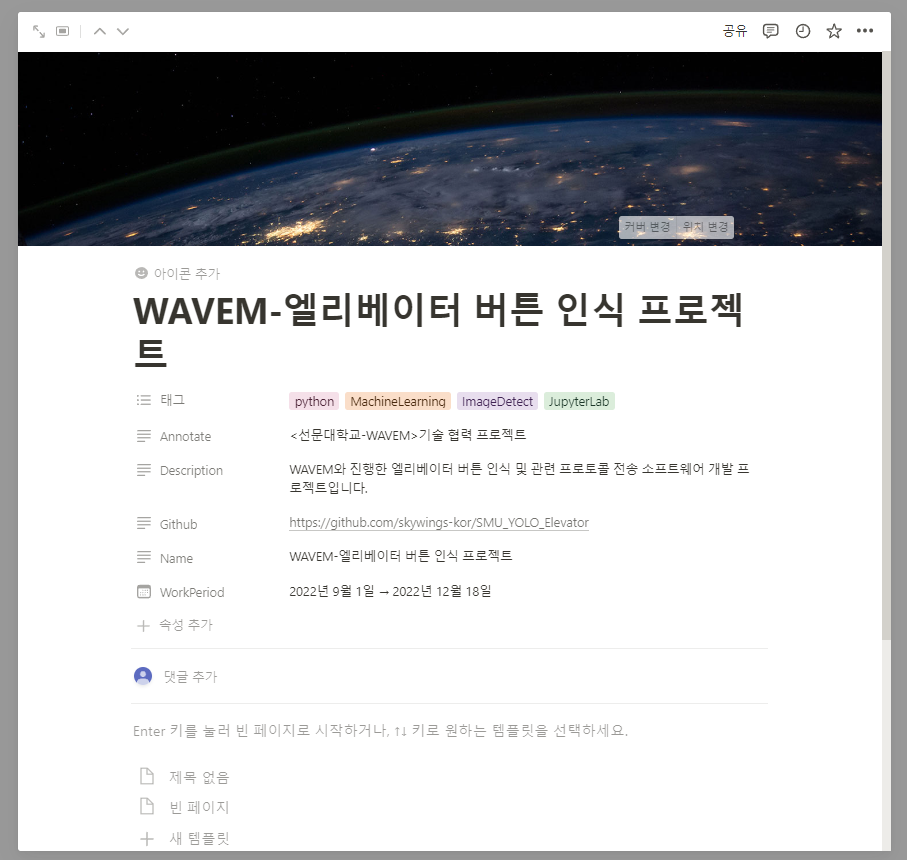 공유
커버 변경 위치 변경
아이콘 추가
WAVEM-엘리베이터 버튼 인식 프로젝
트
태그 python MachineLearning ImageDetect JupyterLab
Annotate <선문대학교-WAVEM>기술 협력 프로젝트
Description WAVEM와 진행한 엘리베이터 버튼 인식 및 관련 프로토콜 전송 소프트웨어 개발 프
로젝트입니다.
Github https://github.com/skywings-kor/SMU_YOLO_Elevator
Name WAVEM-엘리베이터 버튼 인식 프로젝트
WorkPeriod 2022년 9월 1일 → 2022년 12월 18일
속성 추가
댓글 추가
Enter 키를 눌러 빈 페이지로 시작하거나, ↑↓ 키로 원하는 템플릿을 선택하세요.
제목 없음
빈 페이지
새 템플릿